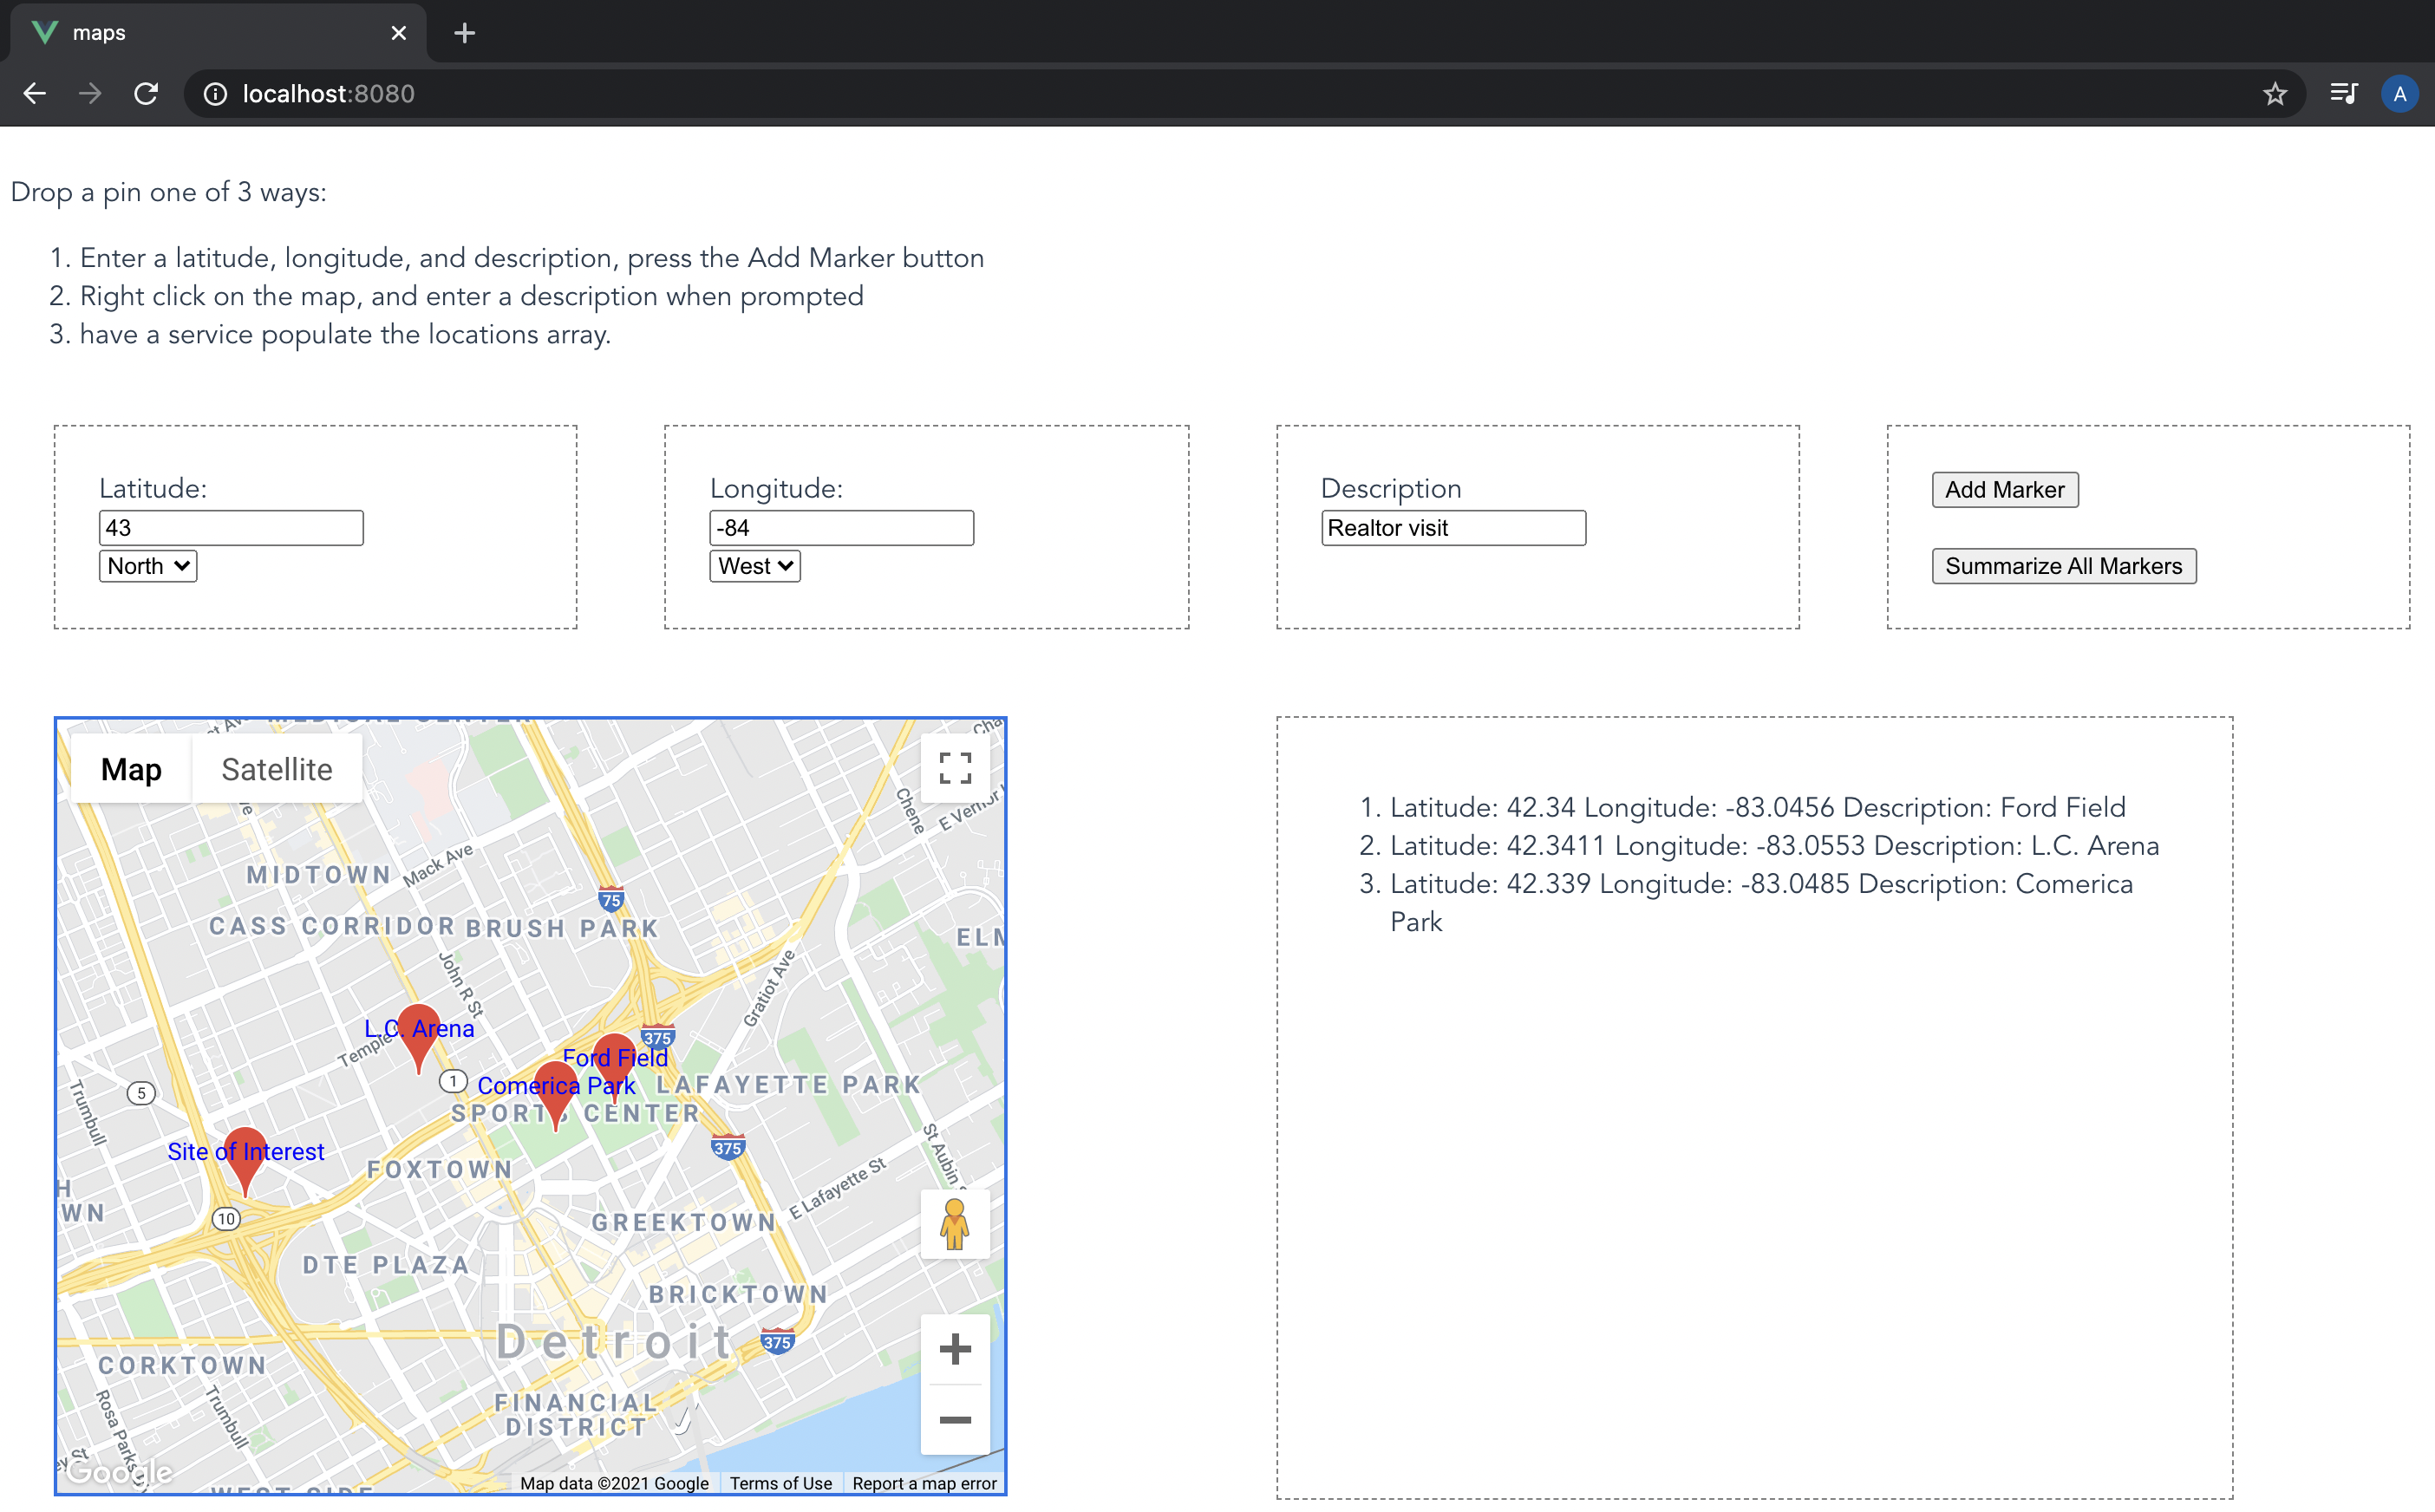 maps
localhost:8080
A
Drop a pin one of 3 ways:
1. Enter a latitude, longitude, and description, press the Add Marker button
2. Right click on the map, and enter a description when prompted
3. have a service populate the locations array.
Latitude:
43
North
Longitude:
-84
West
Description
Realtor visit
Add Marker
Summarize All Markers
Map
Satellite
Chene
E Vernor
MIDTOWN
Mack Ave
75
CASS CORRIDOR
BRUSH PARK
John R St
Gratiot Ave
L.C. Arena
Temple
375
Ford Field
Comerica Park
1
5
LAFAYETTE PARK
SPORTS CENTER
Trumbull
Site of Interest
FOXTOWN
375
St Aubin
E Lafayette St
10
GREEKTOWN
DTE PLAZA
BRICKTOWN
Detroit
375
CORKTOWN
Rosa Parks
Trumbull
FINANCIAL
DISTRICT
Google
WEST SIDE
Map data ©2021 Google
Terms of Use
Report a map error
1. Latitude: 42.34 Longitude: -83.0456 Description: Ford Field
2. Latitude: 42.3411 Longitude: -83.0553 Description: L.C. Arena
3. Latitude: 42.339 Longitude: -83.0485 Description: Comerica
Park